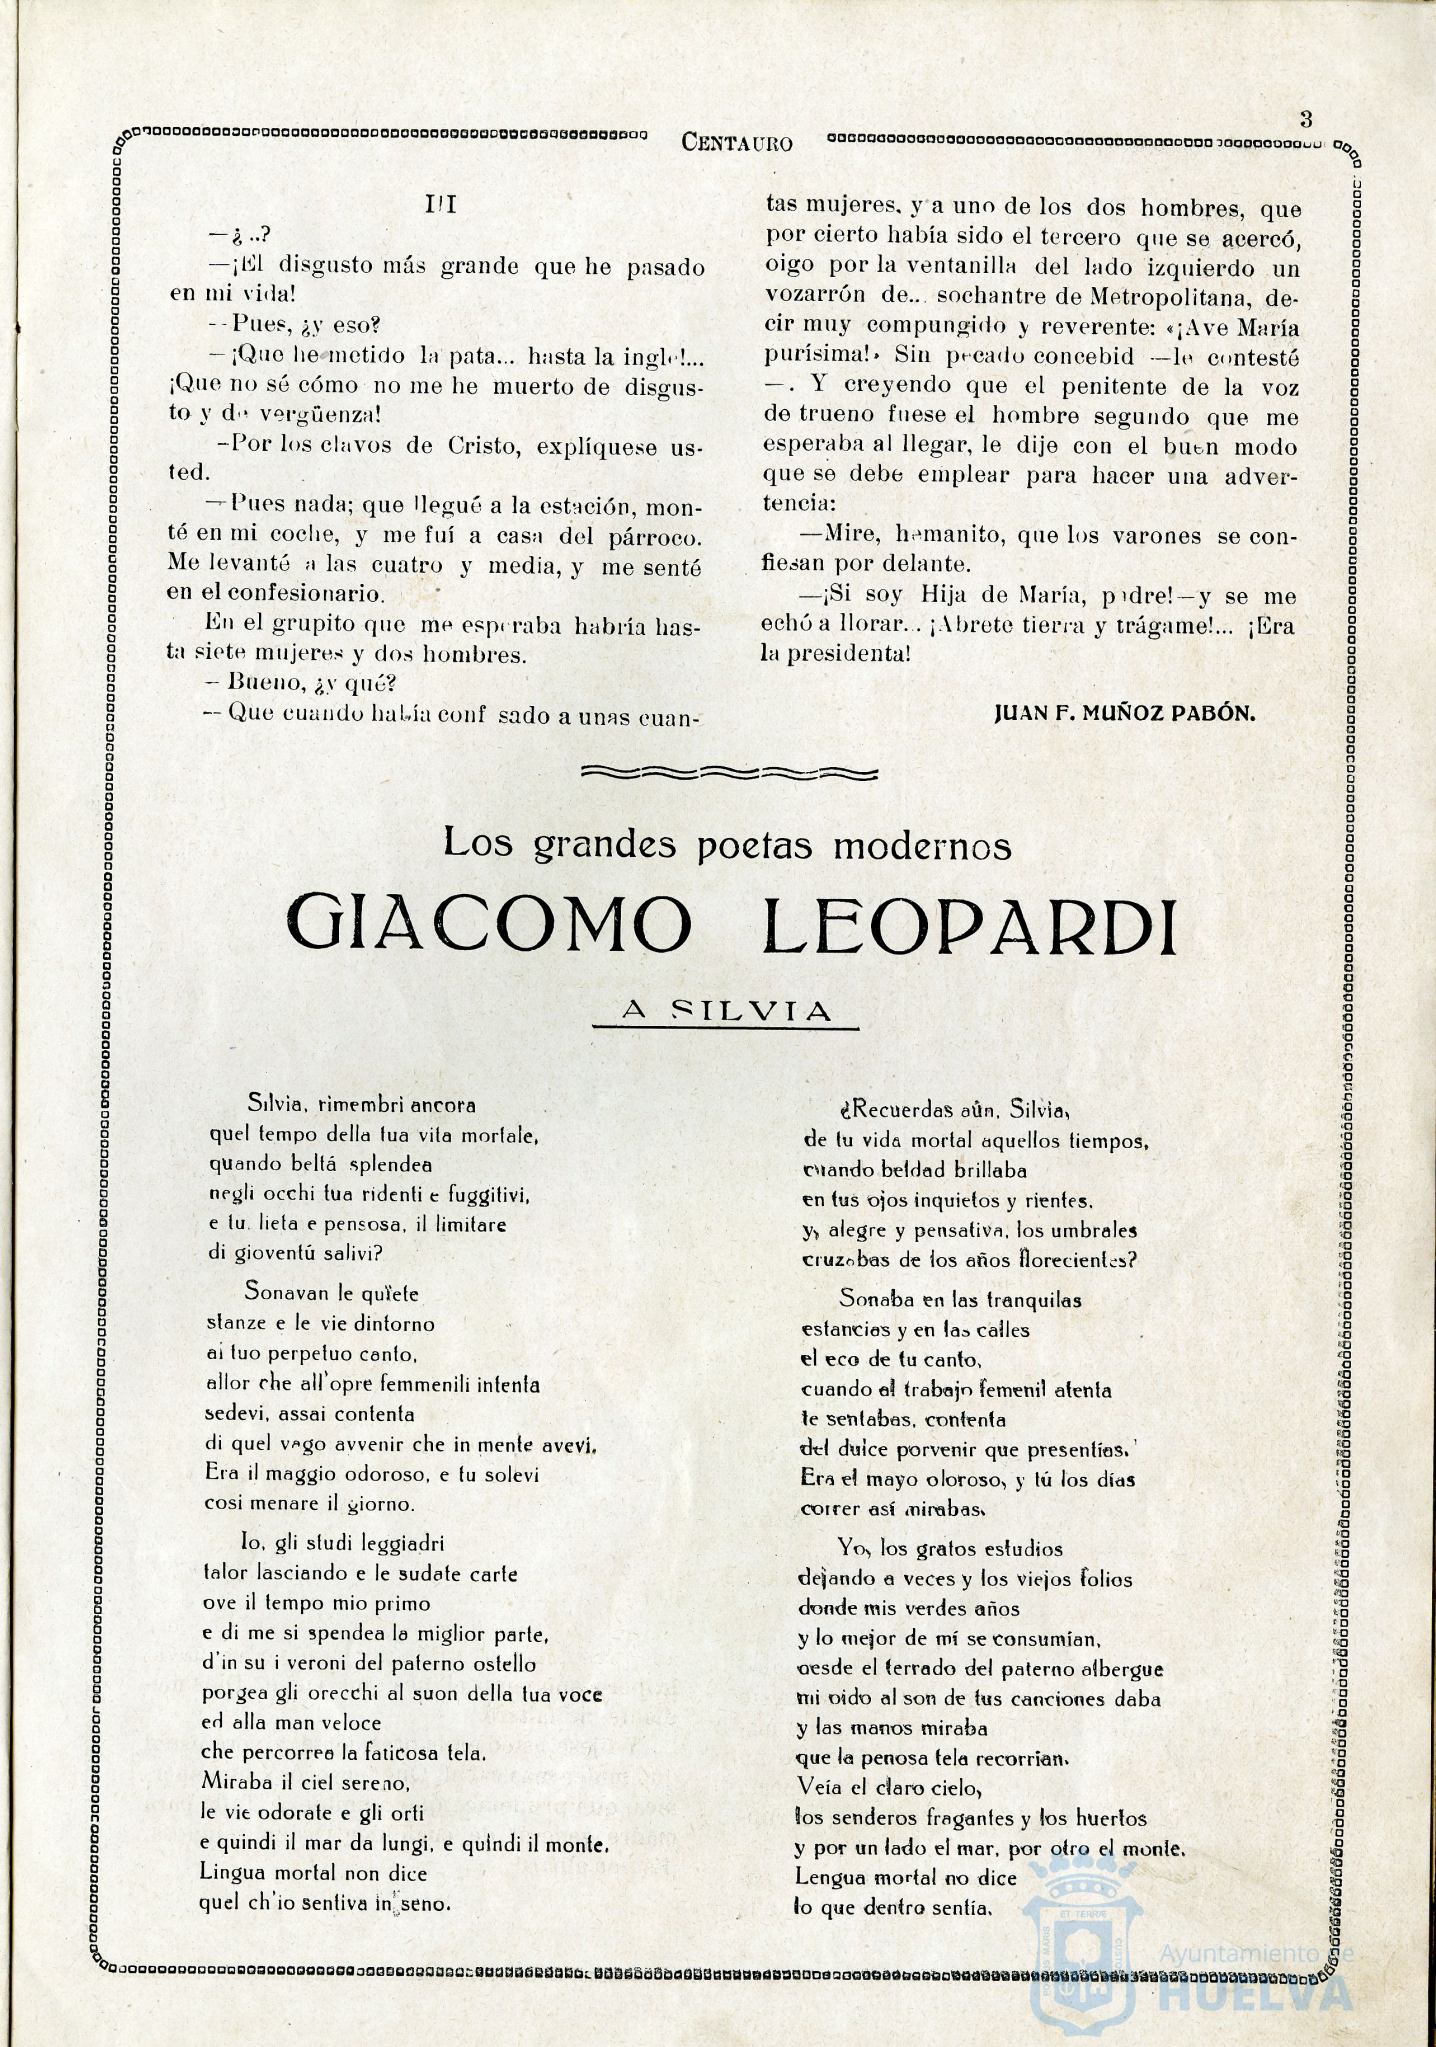 3
CENTAURO
III
—¿...?
—¡El disgusto más grande que he pasado
en mi vida!
—Pues, ¿y eso?
—¡Que he metido la pata... hasta la ingle!...
¡Que no sé cómo no me he muerto de disgus-
to y de vergüenza!
—Por los clavos de Cristo, explíquese us-
ted.
—Pues nada; que llegué a la estación, mon-
té en mi coche, y me fuí a casa del párroco.
Me levanté a las cuatro y media, y me senté
en el confesionario.
En el grupito que me esperaba habría has-
ta siete mujeres y dos hombres.
— Bueno, ¿y qué?
— Que cuando había conf sado a unas cuan-
tas mujeres, y a uno de los dos hombres, que
por cierto había sido el tercero que se acercó,
oigo por la ventanilla del lado izquierdo un
vozarrón de... sochantre de Metropolitana, de-
cir muy compungido y reverente: «¡Ave María
purísima!» Sin pecado concebid —le contesté
—. Y creyendo que el penitente de la voz
de trueno fuese el hombre segundo que me
esperaba al llegar, le dije con el buen modo
que se debe emplear para hacer una adver-
tencia:
—Mire, hemanito, que los varones se con-
fiesan por delante.
—¡Si soy Hija de María, padre!—y se me
echó a llorar... ¡Abrete tierra y trágame!... ¡Era
la presidenta!
JUAN F. MUÑOZ PABÓN.
Los grandes poetas modernos
GIACOMO LEOPARDI
A SILVIA
Silvia, rimembri ancora
quel tempo della tua vita mortale,
quando beltá splendea
negli occhi tua ridenti e fuggitivi,
e tu, lieta e pensosa, il limitare
di gioventú salivi?
Sonavan le quïete
stanze e le vie dintorno
al tuo perpetuo canto,
allor che all'opre femmenili intenta
sedevi, assai contenta
di quel vago avvenir che in mente avevi.
Era il maggio odoroso, e tu solevi
cosi menare il giorno.
Io, gli studi leggiadri
talor lasciando e le sudate carte
ove il tempo mio primo
e di me si spendea la miglior parte,
d'in su i veroni del paterno ostello
porgea gli orecchi al suon della tua voce
ed alla man veloce
che percorrea la faticosa tela.
Miraba il ciel sereno,
le vie odorate e gli orti
e quindi il mar da lungi, e quindi il monte.
Lingua mortal non dice
quel ch'io sentiva in seno.
¿Recuerdas aún, Silvia,
de tu vida mortal aquellos tiempos,
cuando beldad brillaba
en tus ojos inquietos y rientes,
y, alegre y pensativa, los umbrales
cruzabas de los años florecientes?
Sonaba en las tranquilas
estancias y en las calles
el eco de tu canto,
cuando al trabajo femenil atenta
te sentabas, contenta
del dulce porvenir que presentías.
Era el mayo oloroso, y tú los días
correr así mirabas.
Yo, los gratos estudios
dejando a veces y los viejos folios
donde mis verdes años
y lo mejor de mí se consumían,
desde el terrado del paterno albergue
mi oido al son de tus canciones daba
y las manos miraba
que la penosa tela recorrían.
Veía el claro cielo,
los senderos fragantes y los huertos
y por un lado el mar, por otro el monte.
Lengua mortal no dice
lo que dentro sentía.
Ayuntamiento de
HUELVA